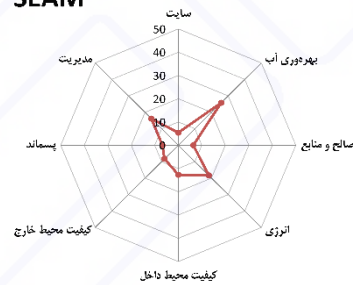 SEAM
سایت
50
40
30
20
10
0
بهره‌وری آب
صالح و منابع
انرژی
کیفیت محیط داخل
کیفیت محیط خارج
پسماند
مدیریت